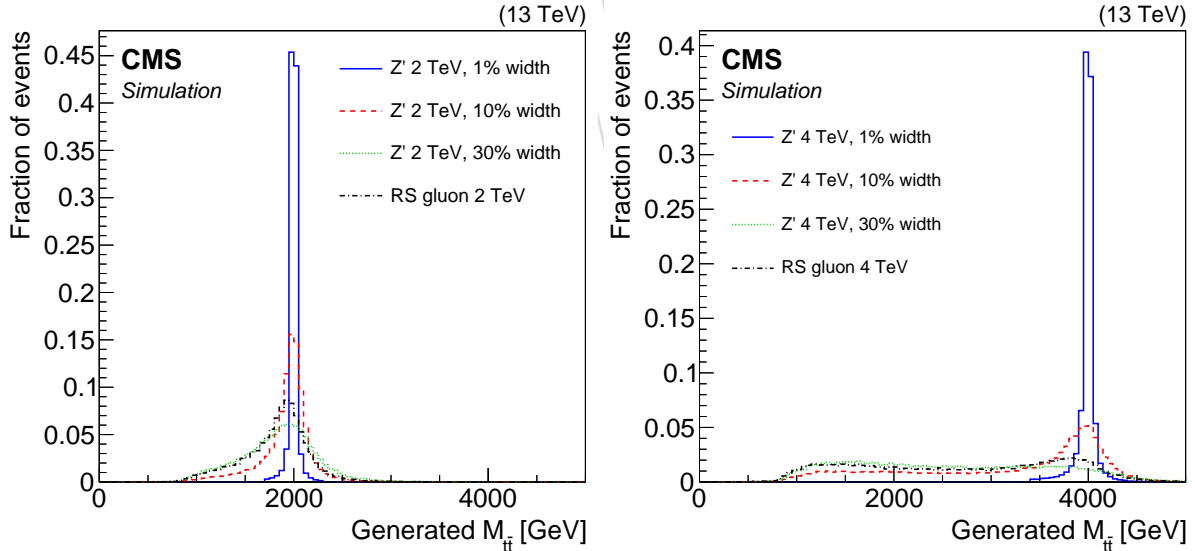 (13 TeV)
CMS
Simulation
Z' 2 TeV, 1% width
Z' 2 TeV, 10% width
Z' 2 TeV, 30% width
RS gluon 2 TeV
Fraction of events
0.45
0.4
0.35
0.3
0.25
0.2
0.15
0.1
0.05
0
0 2000 4000
Generated M_{tt̄} [GeV]
(13 TeV)
CMS
Simulation
Z' 4 TeV, 1% width
Z' 4 TeV, 10% width
Z' 4 TeV, 30% width
RS gluon 4 TeV
Fraction of events
0.4
0.35
0.3
0.25
0.2
0.15
0.1
0.05
0
0 2000 4000
Generated M_{tt̄} [GeV]